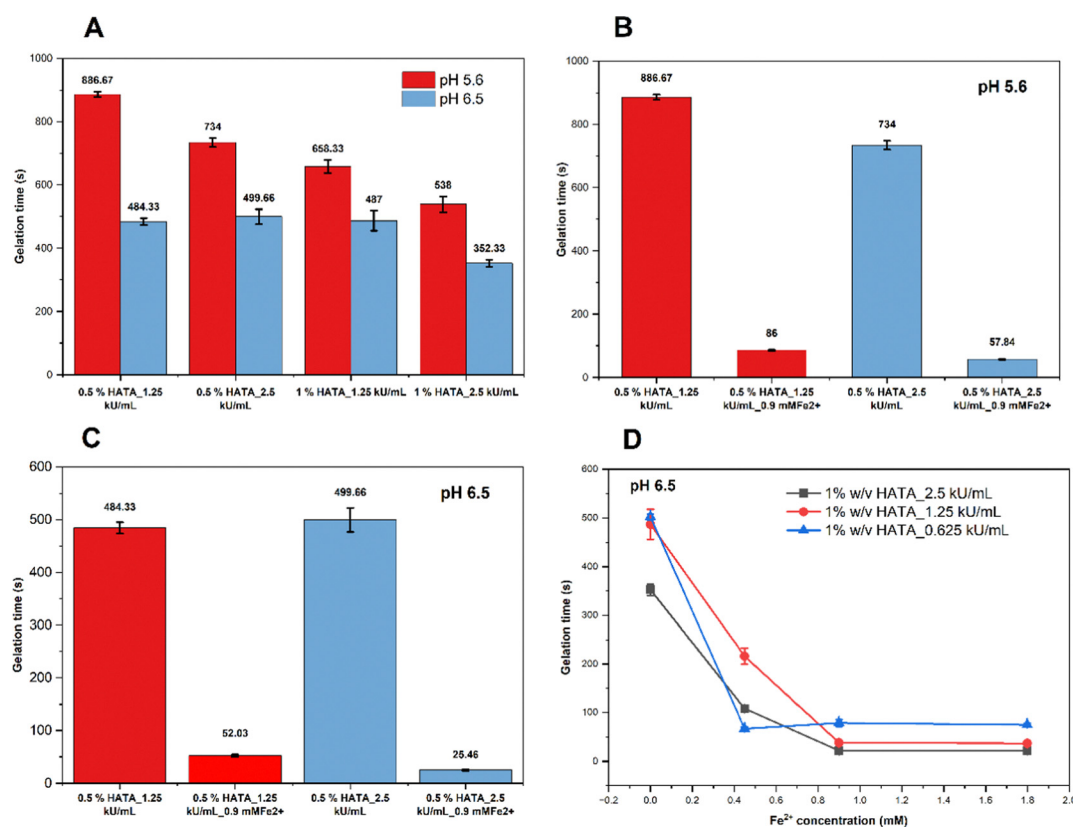 A
Gelation time (s)
1000
800
600
400
200
0
pH 5.6
pH 6.5
886.67
484.33
734
499.66
658.33
487
538
352.33
0.5 % HATA_1.25
kU/mL
0.5 % HATA_2.5
kU/mL
1 % HATA_1.25 kU/mL
1 % HATA_2.5 kU/mL
B
Gelation time (s)
1000
800
600
400
200
0
pH 5.6
886.67
86
734
57.84
0.5 % HATA_1.25
kU/mL
0.5 % HATA_1.25
kU/mL_0.9 mMFe2+
0.5 % HATA_2.5
kU/mL
0.5 % HATA_2.5
kU/mL_0.9 mMFe2+
C
Gelation time (s)
600
500
400
300
200
100
0
pH 6.5
484.33
52.03
499.66
25.46
0.5 % HATA_1.25
kU/mL
0.5 % HATA_1.25
kU/mL_0.9 mMFe2+
0.5 % HATA_2.5
kU/mL
0.5 % HATA_2.5
kU/mL_0.9 mMFe2+
D
Gelation time (s)
600
500
400
300
200
100
0
pH 6.5
1% w/v HATA_2.5 kU/mL
1% w/v HATA_1.25 kU/mL
1% w/v HATA_0.625 kU/mL
−0.2 0.0 0.2 0.4 0.6 0.8 1.0 1.2 1.4 1.6 1.8 2.0
Fe²⁺ concentration (mM)